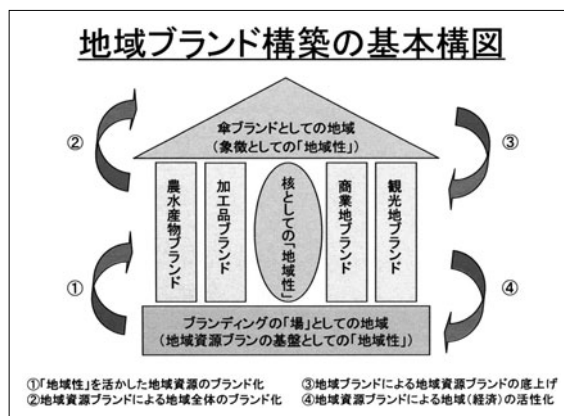 地域ブランド構築の基本構図
傘ブランドとしての地域
(象徴としての「地域性」)
②
③
農水産物ブランド
加工品ブランド
核としての「地域性」
商業地ブランド
観光地ブランド
①
④
ブランディングの「場」としての地域
(地域資源ブランの基盤としての「地域性」)
①「地域性」を活かした地域資源のブランド化
③地域ブランドによる地域資源ブランドの底上げ
②地域資源ブランドによる地域全体のブランド化
④地域資源ブランドによる地域(経済)の活性化